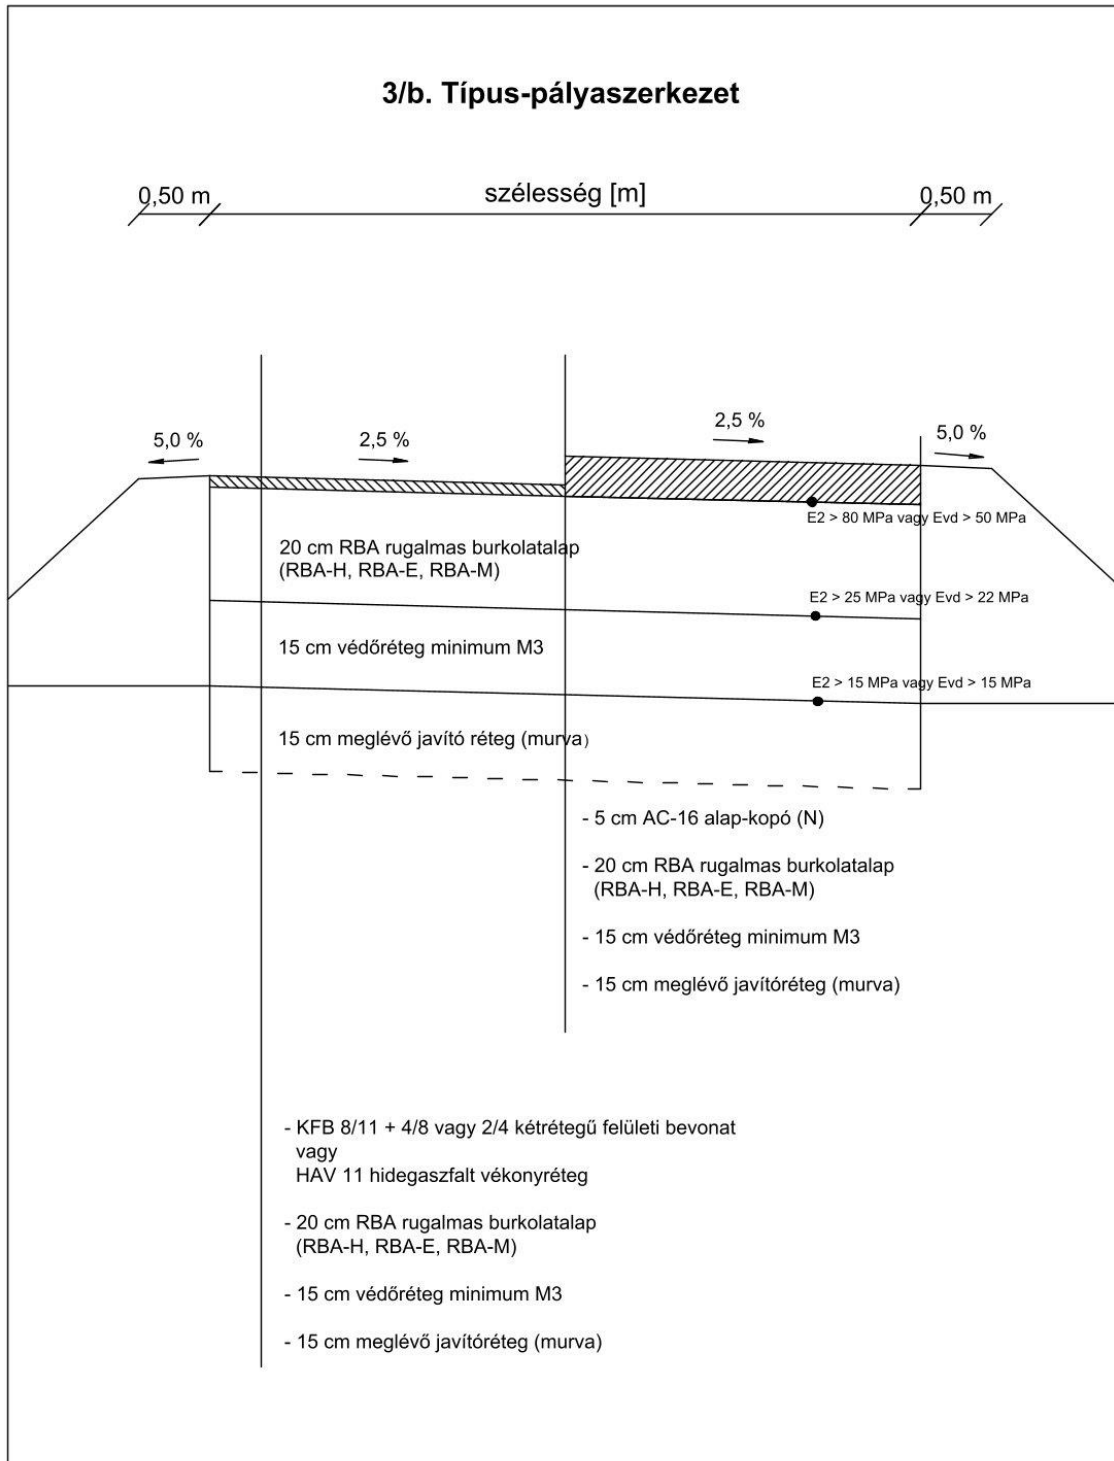 3/b. Típus-pályaszerkezet
0,50 m
szélesség [m]
0,50 m
5,0 %
2,5 %
2,5 %
5,0 %
E2 > 80 MPa vagy Evd > 50 MPa
20 cm RBA rugalmas burkolatalap
(RBA-H, RBA-E, RBA-M)
E2 > 25 MPa vagy Evd > 22 MPa
15 cm védőréteg minimum M3
E2 > 15 MPa vagy Evd > 15 MPa
15 cm meglévő javító réteg (murva)
- 5 cm AC-16 alap-kopó (N)
- 20 cm RBA rugalmas burkolatalap
(RBA-H, RBA-E, RBA-M)
- 15 cm védőréteg minimum M3
- 15 cm meglévő javítóréteg (murva)
- KFB 8/11 + 4/8 vagy 2/4 kétrétegű felületi bevonat
vagy
HAV 11 hidegaszfalt vékonyréteg
- 20 cm RBA rugalmas burkolatalap
(RBA-H, RBA-E, RBA-M)
- 15 cm védőréteg minimum M3
- 15 cm meglévő javítóréteg (murva)